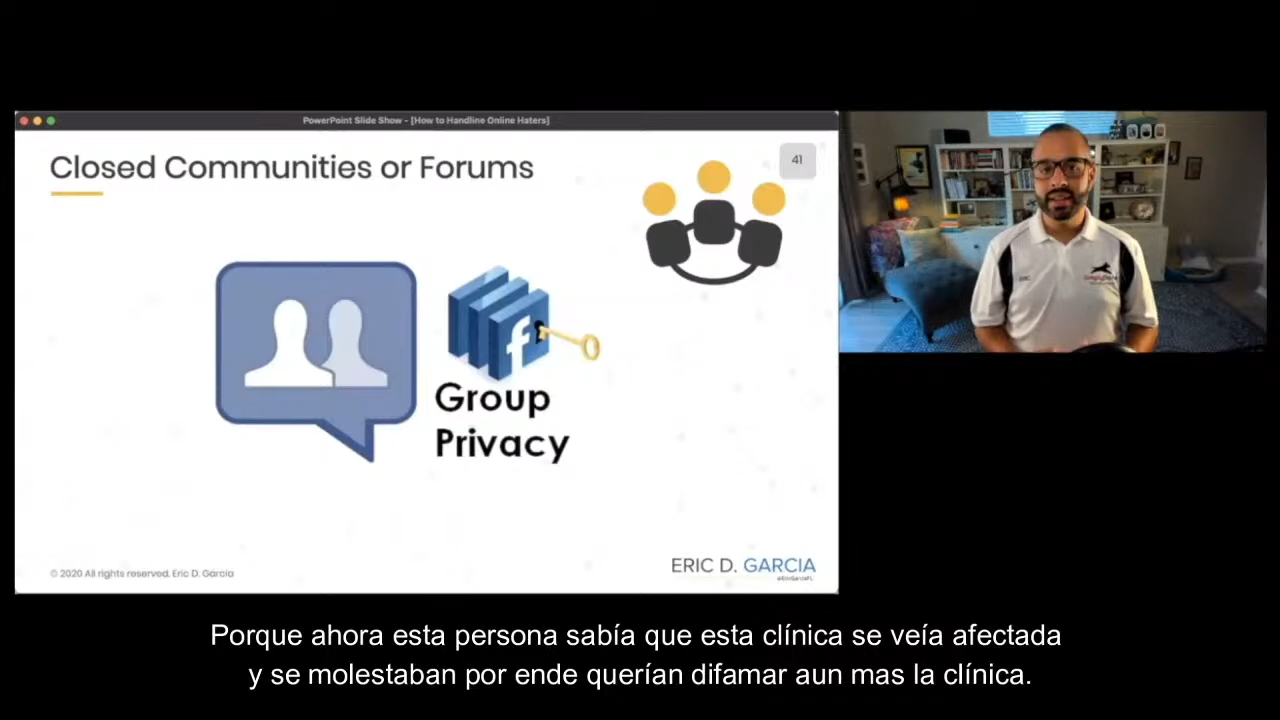 PowerPoint Slide Show - [How to Handline Online Haters]
Closed Communities or Forums
41
f
Group
Privacy
© 2020 All rights reserved. Eric D. Garcia
ERIC D. GARCIA
@EricGarciaFL
Porque ahora esta persona sabía que esta clínica se veía afectada
y se molestaban por ende querían difamar aun mas la clínica.